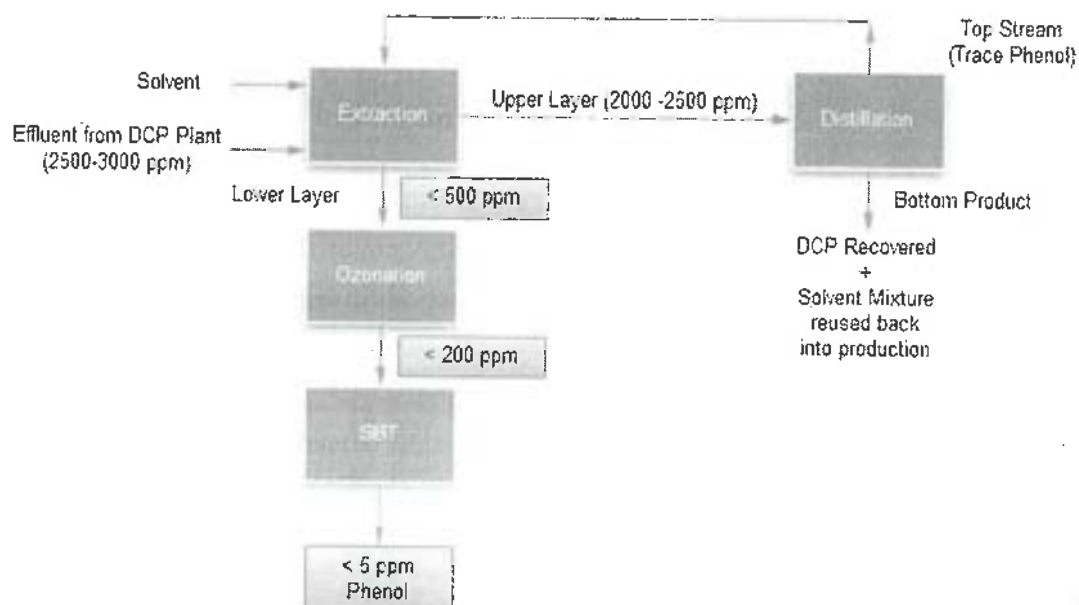 Top Stream
(Trace Phenol)
Solvent
Extraction
Upper Layer (2000 -2500 ppm)
Distillation
Effluent from DCP Plant
(2500-3000 ppm)
Lower Layer
< 500 ppm
Bottom Product
Ozonation
DCP Recovered
+
Solvent Mixture
reused back
into production
< 200 ppm
< 5 ppm
Phenol